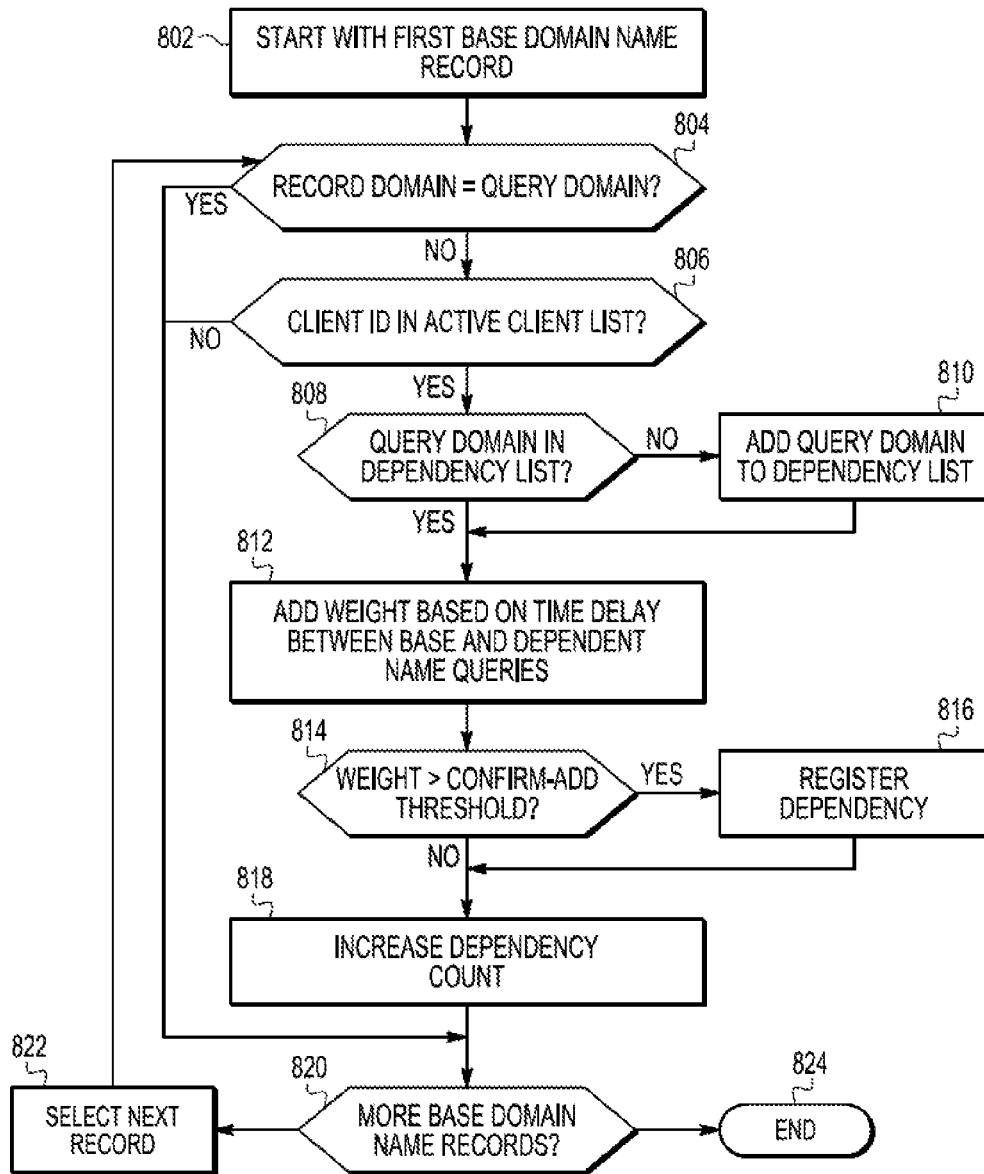 802
START WITH FIRST BASE DOMAIN NAME
RECORD
804
RECORD DOMAIN = QUERY DOMAIN?
YES
NO
806
CLIENT ID IN ACTIVE CLIENT LIST?
NO
YES
808
QUERY DOMAIN IN
DEPENDENCY LIST?
NO
810
ADD QUERY DOMAIN
TO DEPENDENCY LIST
YES
812
ADD WEIGHT BASED ON TIME DELAY
BETWEEN BASE AND DEPENDENT
NAME QUERIES
814
WEIGHT > CONFIRM-ADD
THRESHOLD?
YES
816
REGISTER
DEPENDENCY
NO
818
INCREASE DEPENDENCY
COUNT
822
SELECT NEXT
RECORD
820
MORE BASE DOMAIN
NAME RECORDS?
824
END